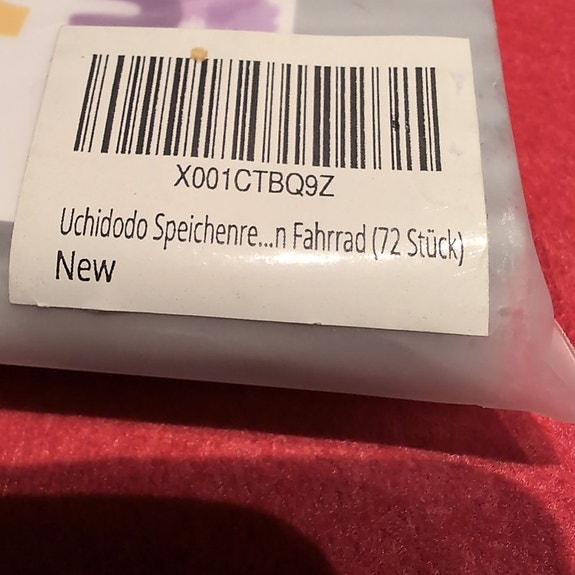 X001CTBQ9Z
Uchidodo Speichenre...n Fahrrad (72 Stück)
New